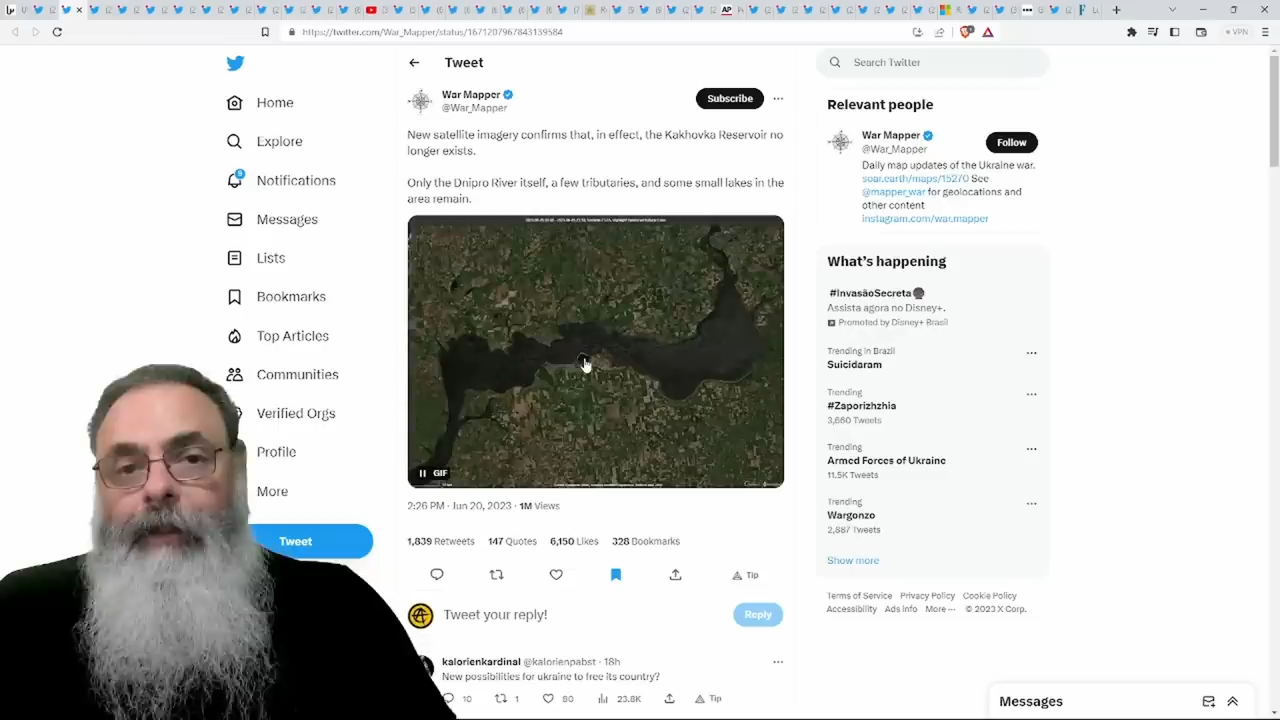 https://twitter.com/War_Mapper/status/1671207967843139584
VPN
Home
Explore
9
Notifications
Messages
Lists
Bookmarks
Top Articles
Communities
Verified Orgs
Profile
More
Tweet
Tweet
War Mapper
@War_Mapper
Subscribe
New satellite imagery confirms that, in effect, the Kakhovka Reservoir no
longer exists.
Only the Dnipro River itself, a few tributaries, and some small lakes in the
area remain.
GIF
2:26 PM · Jun 20, 2023 · 1M Views
1,839 Retweets 147 Quotes 6,150 Likes 328 Bookmarks
Tip
Tweet your reply!
Reply
kalorienkardinal @kalorienpabst · 18h
New possibilities for ukraine to free its country?
10 1 80 23.8K Tip
Search Twitter
Relevant people
War Mapper
@War_Mapper
Follow
Daily map updates of the Ukraine war.
soar.earth/maps/15270 See
@mapper_war for geolocations and
other content
instagram.com/war.mapper
What's happening
#InvasãoSecreta
Assista agora no Disney+.
Promoted by Disney+ Brasil
Trending in Brazil
Suicidaram
Trending
#Zaporizhzhia
3,660 Tweets
Trending
Armed Forces of Ukraine
11.5K Tweets
Trending
Wargonzo
2,887 Tweets
Show more
Terms of Service Privacy Policy Cookie Policy
Accessibility Ads info More ··· © 2023 X Corp.
Messages